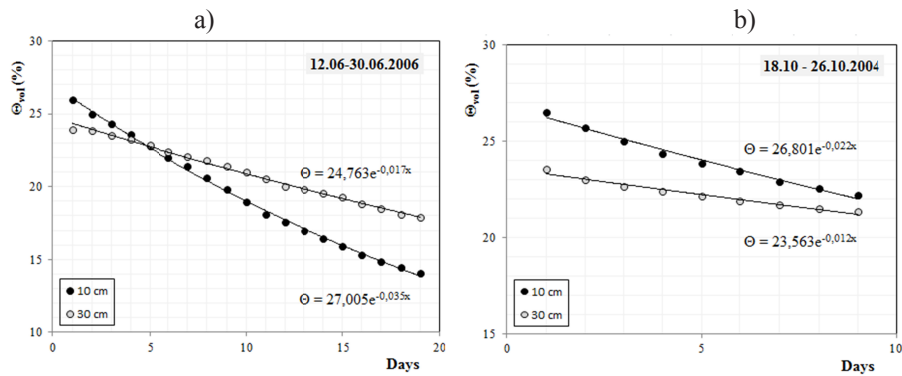 a)
30
25
20
15
10
Θvol (%)
12.06-30.06.2006
Θ = 24,763e^-0,017x
Θ = 27,005e^-0,035x
10 cm
30 cm
0 5 10 15 20
Days
b)
30
25
20
15
Θvol (%)
18.10 - 26.10.2004
Θ = 26,801e^-0,022x
Θ = 23,563e^-0,012x
10 cm
30 cm
0 5 10
Days